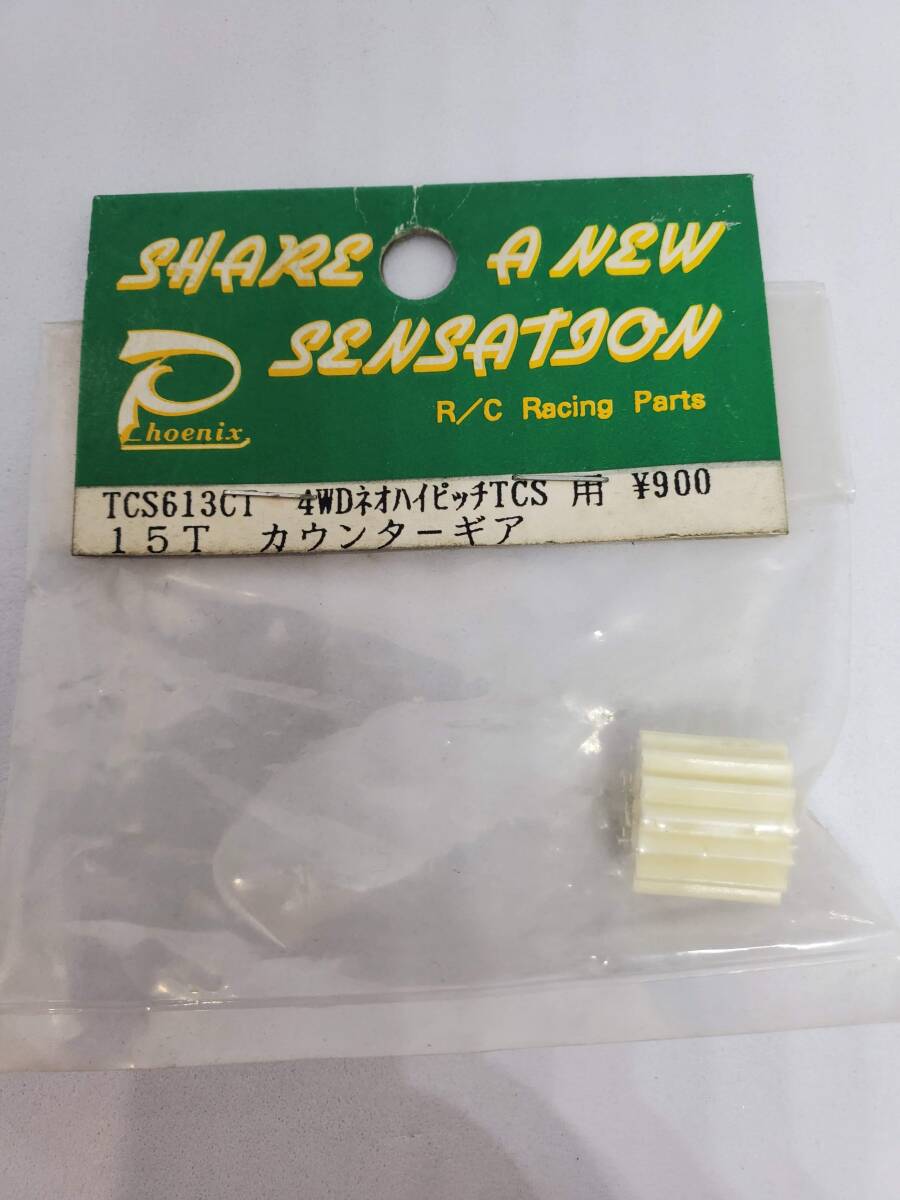 SHARE A NEW
SENSATION
Phoenix
R/C Racing Parts
TCS613CT 4WDネオハイピッチTCS 用 ¥900
15T カウンターギア